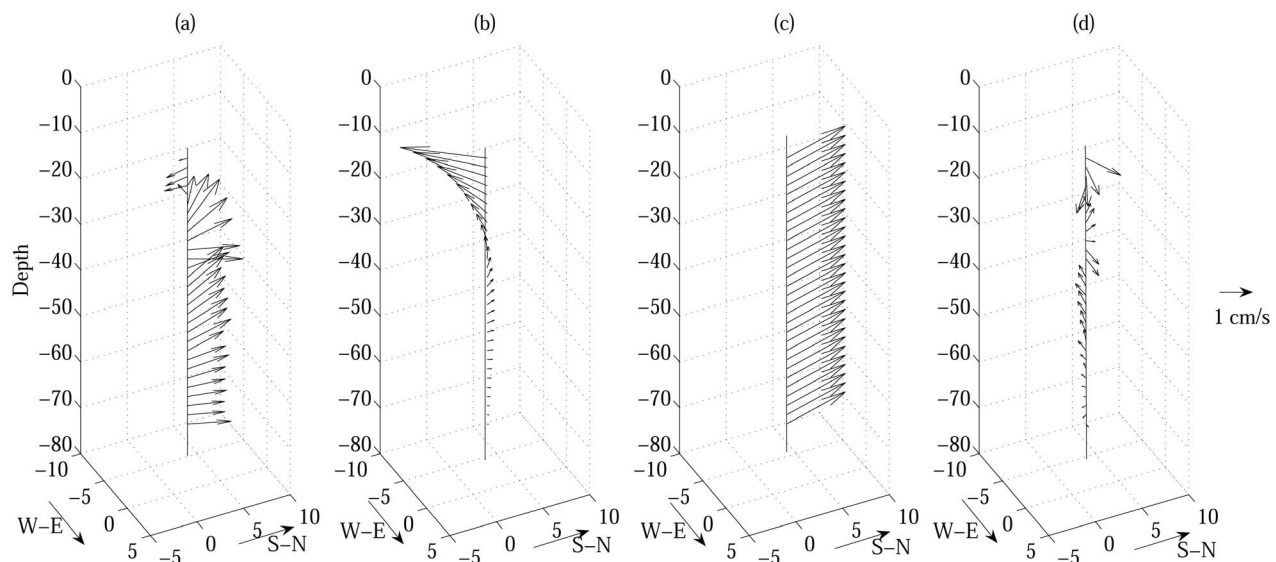 (a) (b) (c) (d)
0 0 0 0
−10 −10 −10 −10
−20 −20 −20 −20
−30 −30 −30 −30
−40 −40 −40 −40
−50 −50 −50 −50
−60 −60 −60 −60
−70 −70 −70 −70
−80 −80 −80 −80
Depth
1 cm/s
−10 −10 −10 −10
−5 −5 −5 −5
0 0 0 0
5 5 5 5
W–E W–E W–E W–E
−5 0 5 10 −5 0 5 10 −5 0 5 10 −5 0 5 10
S–N S–N S–N S–N